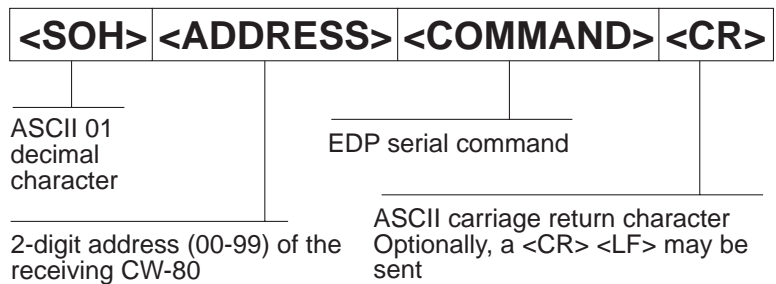 <SOH> <ADDRESS> <COMMAND> <CR>
ASCII 01
decimal
character
EDP serial command
2-digit address (00-99) of the
receiving CW-80
ASCII carriage return character
Optionally, a <CR> <LF> may be
sent